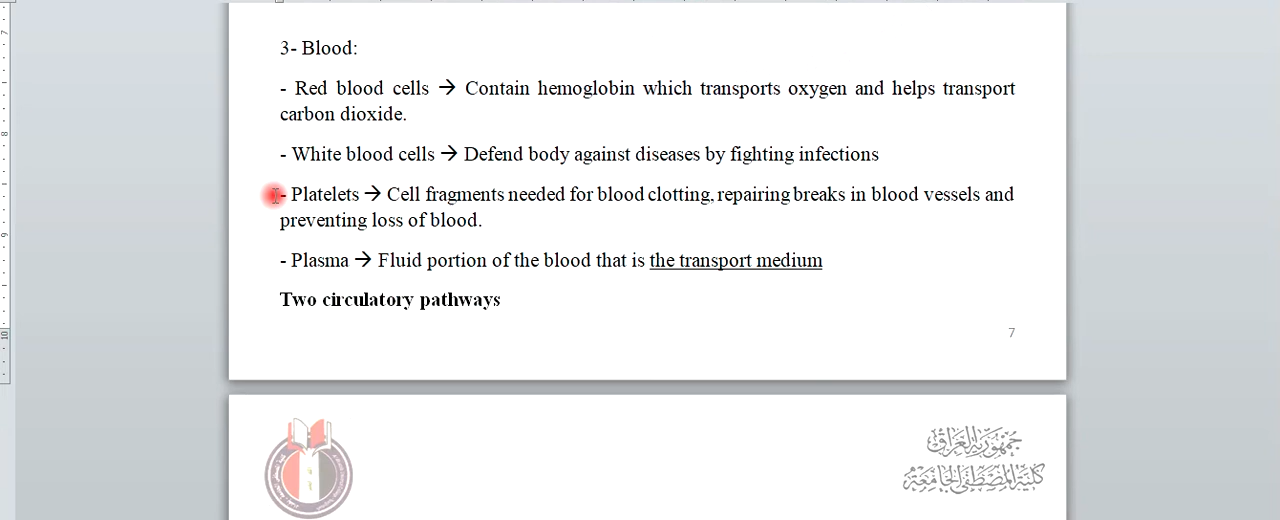 3- Blood:
- Red blood cells → Contain hemoglobin which transports oxygen and helps transport
carbon dioxide.
- White blood cells → Defend body against diseases by fighting infections
- Platelets → Cell fragments needed for blood clotting, repairing breaks in blood vessels and
preventing loss of blood.
- Plasma → Fluid portion of the blood that is the transport medium
Two circulatory pathways
7
جمهورية العراق
كلية المصطفى الجامعة